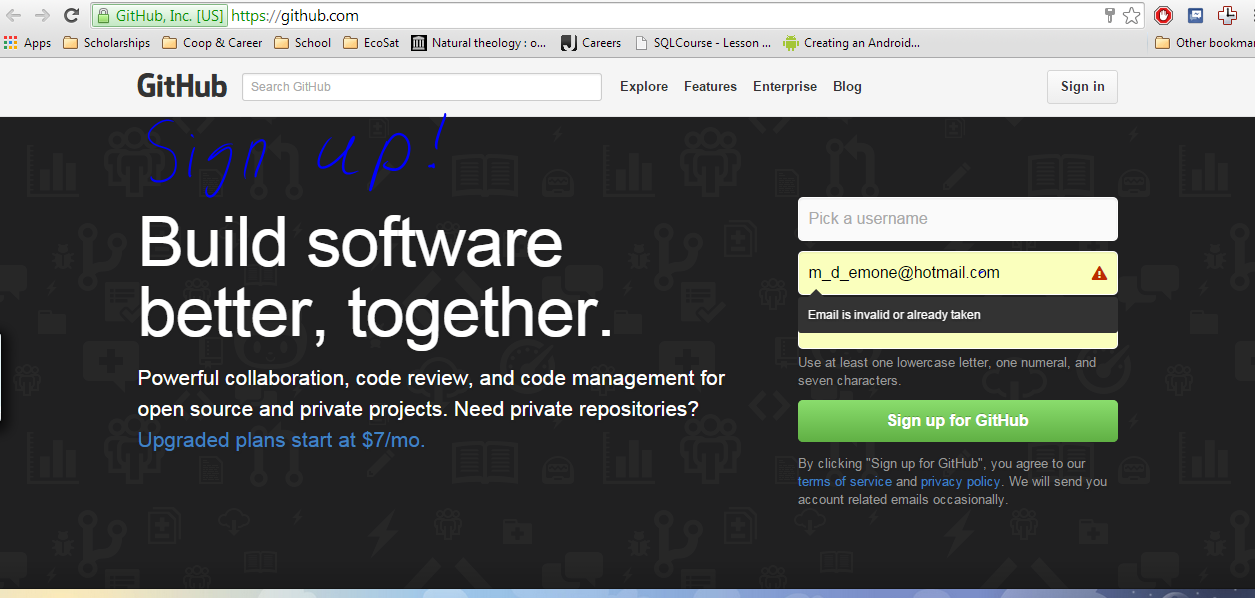 GitHub, Inc. [US] https://github.com
Apps Scholarships Coop & Career School EcoSat Natural theology : o... Careers SQLCourse - Lesson ... Creating an Android... Other bookmar
GitHub Search GitHub Explore Features Enterprise Blog Sign in
Sign up!
Build software
better, together.
Powerful collaboration, code review, and code management for
open source and private projects. Need private repositories?
Upgraded plans start at $7/mo.
Pick a username
m_d_emone@hotmail.com
Email is invalid or already taken
Use at least one lowercase letter, one numeral, and
seven characters.
Sign up for GitHub
By clicking "Sign up for GitHub", you agree to our
terms of service and privacy policy. We will send you
account related emails occasionally.